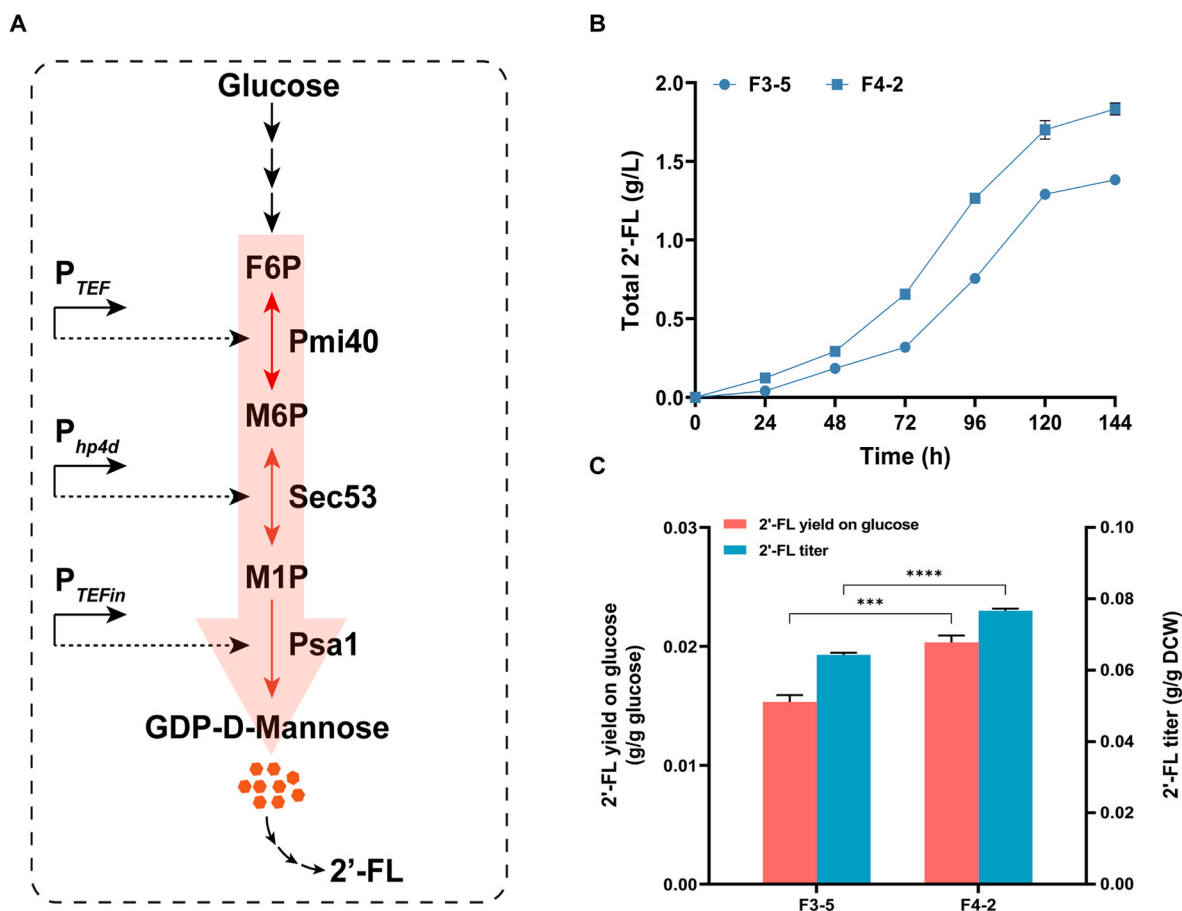 A
Glucose
F6P
P TEF
Pmi40
M6P
P hp4d
Sec53
M1P
P TEFin
Psa1
GDP-D-Mannose
2’-FL
B
F3-5 F4-2
Total 2'-FL (g/L)
2.0
1.5
1.0
0.5
0.0
0 24 48 72 96 120 144
Time (h)
C
2'-FL yield on glucose
2'-FL titer
2'-FL yield on glucose
(g/g glucose)
0.03
0.02
0.01
0.00
***
****
0.10
0.08
0.06
0.04
0.02
0.00
2'-FL titer (g/g DCW)
F3-5 F4-2